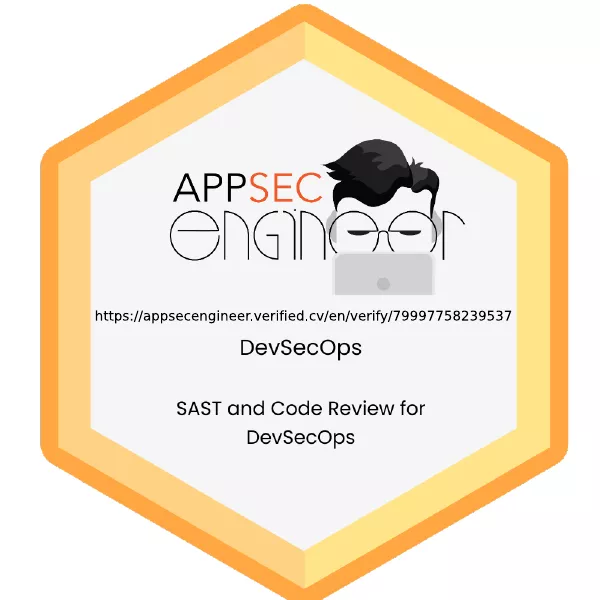 APPSEC
engineer
https://appsecengineer.verified.cv/en/verify/79997758239537
DevSecOps
SAST and Code Review for
DevSecOps